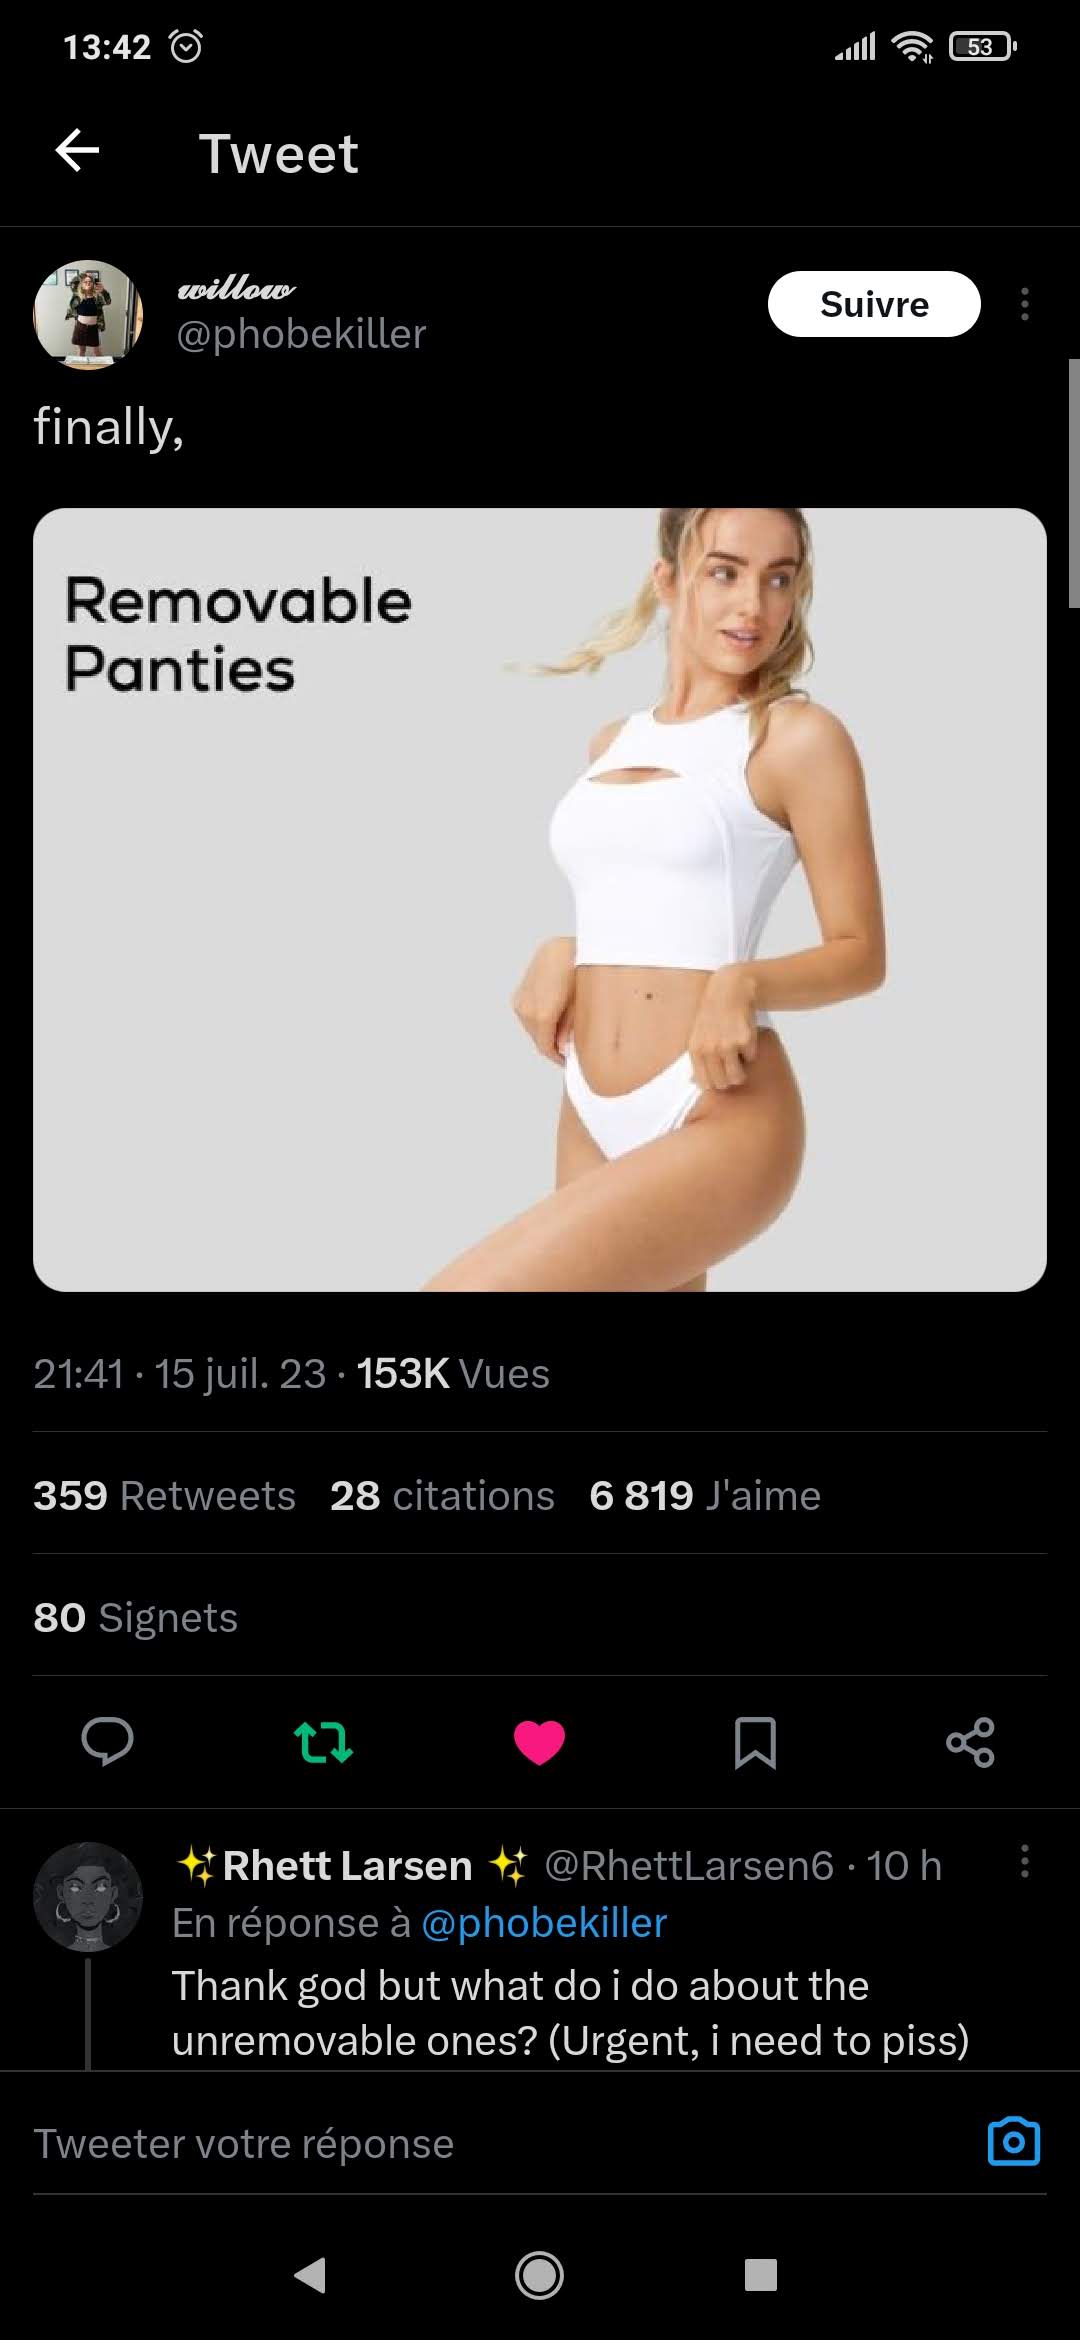 13:42
53
Tweet
willow
@phobekiller
Suivre
finally,
Removable
Panties
21:41 · 15 juil. 23 · 153K Vues
359 Retweets 28 citations 6 819 J'aime
80 Signets
✨Rhett Larsen ✨ @RhettLarsen6 · 10 h
En réponse à @phobekiller
Thank god but what do i do about the
unremovable ones? (Urgent, i need to piss)
Tweeter votre réponse